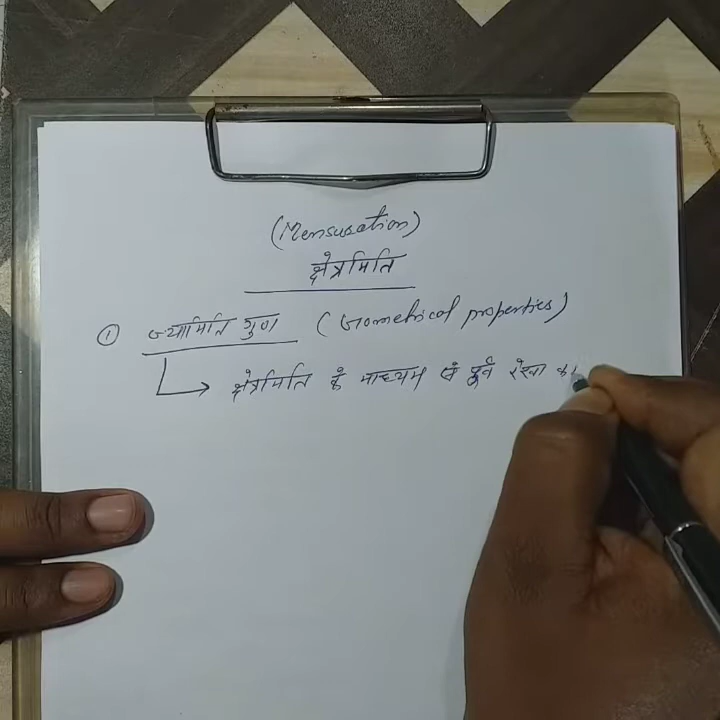 (Mensuration)
क्षेत्रमिति
① ज्यामिति गुण (Geometrical properties)
क्षेत्रमिति के माध्यम से रेखा